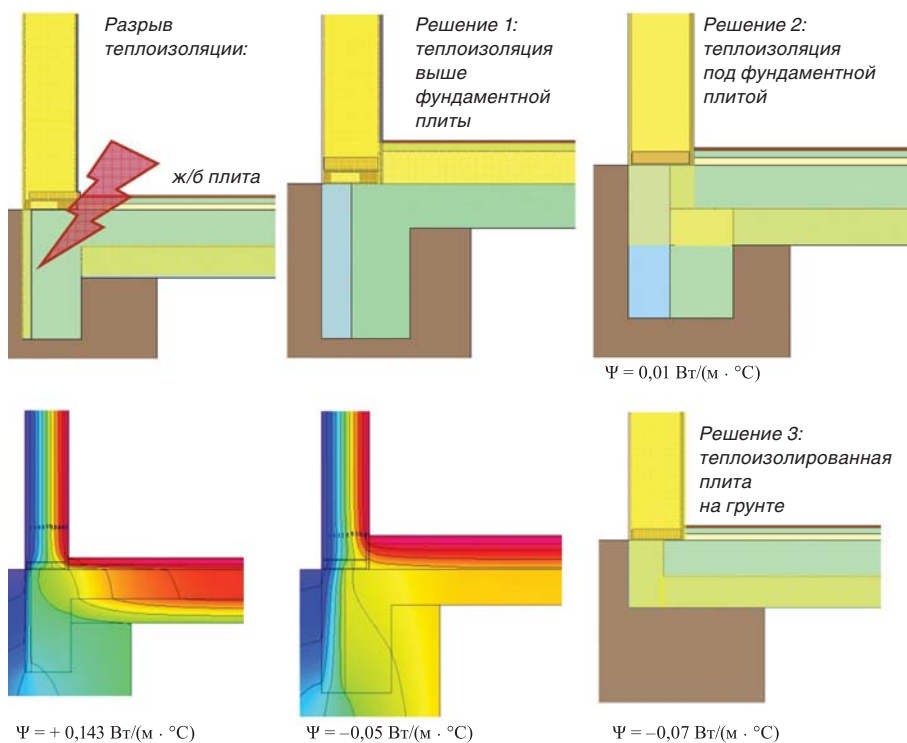 Разрыв
теплоизоляции:
ж/б плита
Решение 1:
теплоизоляция
выше
фундаментной
плиты
Решение 2:
теплоизоляция
под фундаментной
плитой
Ψ = 0,01 Вт/(м · °С)
Решение 3:
теплоизолированная
плита
на грунте
Ψ = + 0,143 Вт/(м · °С)
Ψ = –0,05 Вт/(м · °С)
Ψ = –0,07 Вт/(м · °С)